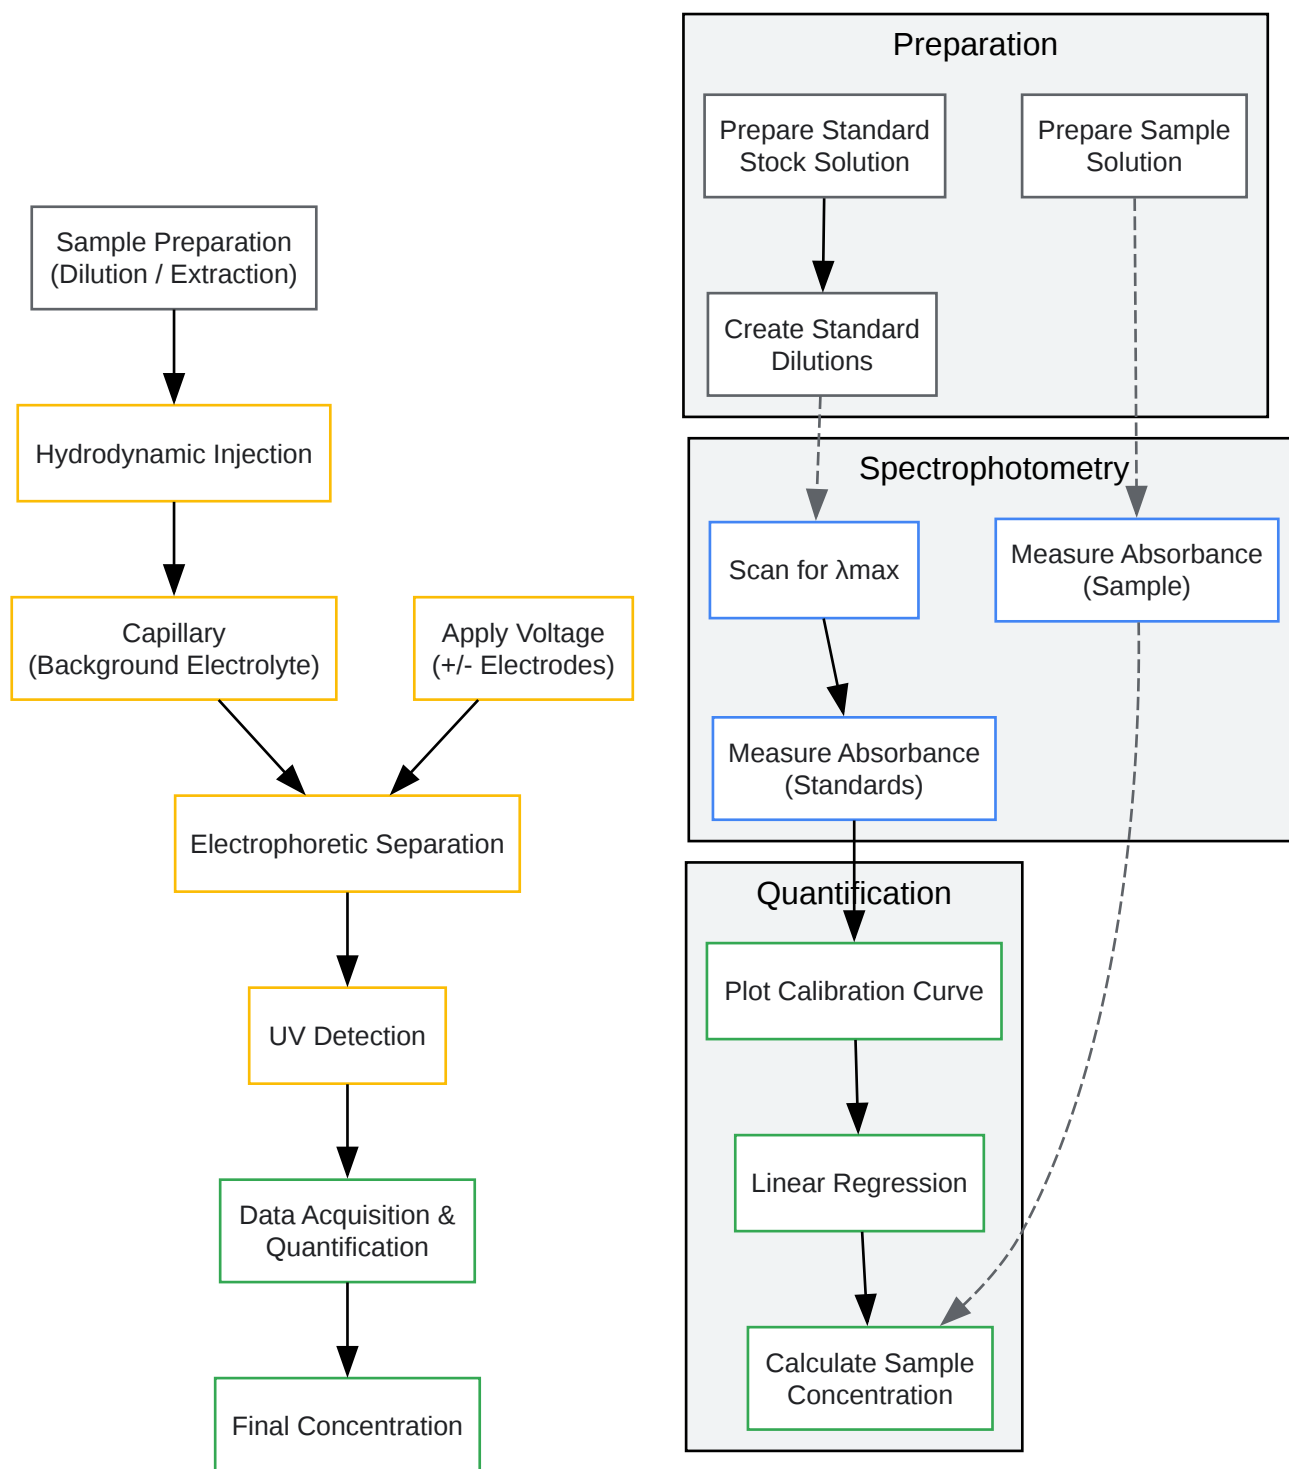 Sample Preparation
(Dilution / Extraction)
Hydrodynamic Injection
Capillary
(Background Electrolyte)
Apply Voltage
(+/- Electrodes)
Electrophoretic Separation
UV Detection
Data Acquisition &
Quantification
Final Concentration
Preparation
Prepare Standard
Stock Solution
Prepare Sample
Solution
Create Standard
Dilutions
Spectrophotometry
Scan for λmax
Measure Absorbance
(Sample)
Measure Absorbance
(Standards)
Quantification
Plot Calibration Curve
Linear Regression
Calculate Sample
Concentration